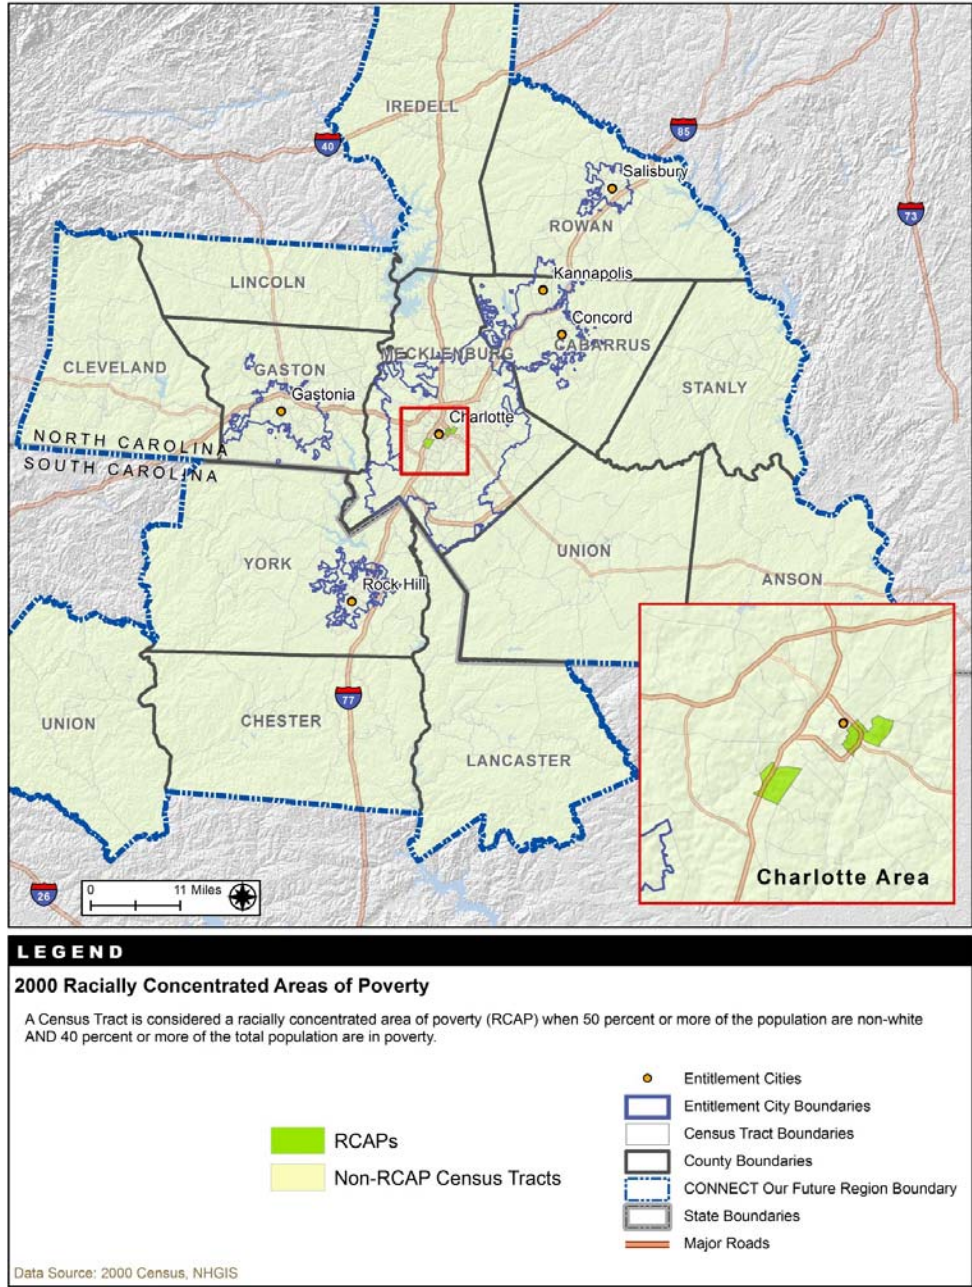 IREDELL
40
85
Salisbury
73
ROWAN
Kannapolis
LINCOLN
Concord
MECKLENBURG
CABARRUS
CLEVELAND
GASTON
STANLY
Gastonia
Charlotte
NORTH CAROLINA
SOUTH CAROLINA
UNION
YORK
ANSON
Rock Hill
77
UNION
CHESTER
LANCASTER
Charlotte Area
26
0 11 Miles
LEGEND
2000 Racially Concentrated Areas of Poverty
A Census Tract is considered a racially concentrated area of poverty (RCAP) when 50 percent or more of the population are non-white
AND 40 percent or more of the total population are in poverty.
RCAPs
Non-RCAP Census Tracts
Entitlement Cities
Entitlement City Boundaries
Census Tract Boundaries
County Boundaries
CONNECT Our Future Region Boundary
State Boundaries
Major Roads
Data Source: 2000 Census, NHGIS